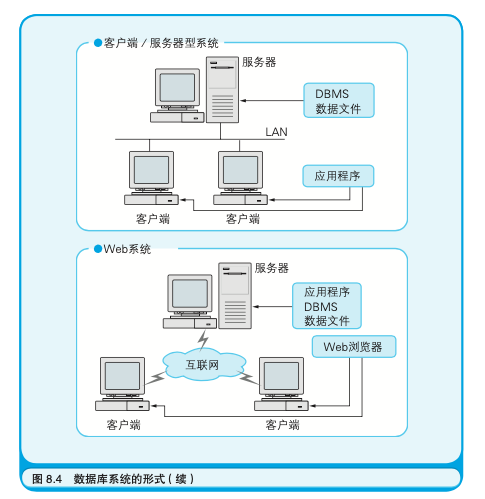 ●客户端/服务器型系统
服务器
DBMS
数据文件
LAN
应用程序
客户端
客户端
●Web系统
服务器
应用程序
DBMS
数据文件
Web浏览器
互联网
客户端
客户端
图 8.4 数据库系统的形式(续)